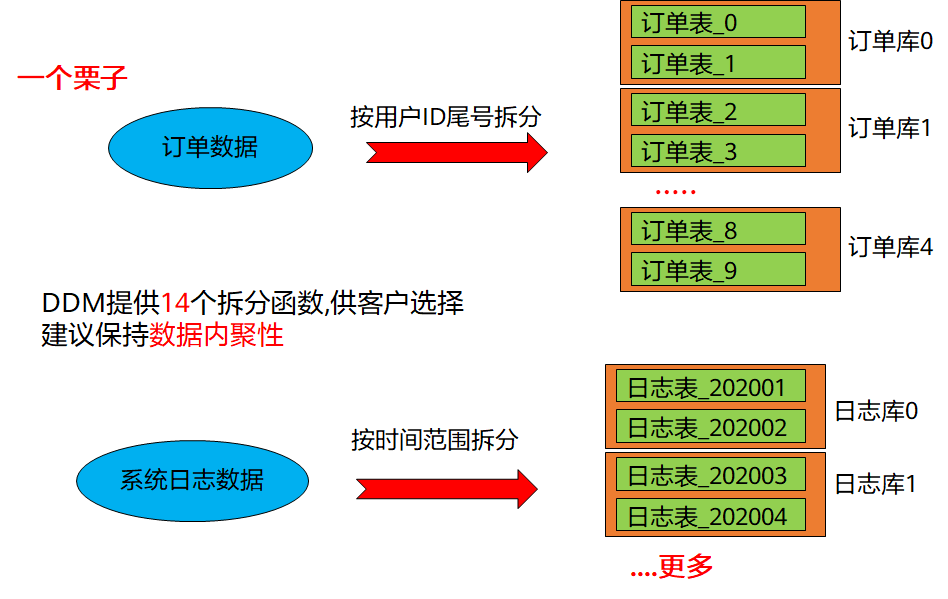 一个栗子
订单数据
按用户ID尾号拆分
订单表_0
订单表_1
订单库0
订单表_2
订单表_3
订单库1
.....
订单表_8
订单表_9
订单库4
DDM提供14个拆分函数,供客户选择
建议保持数据内聚性
系统日志数据
按时间范围拆分
日志表_202001
日志表_202002
日志库0
日志表_202003
日志表_202004
日志库1
....更多